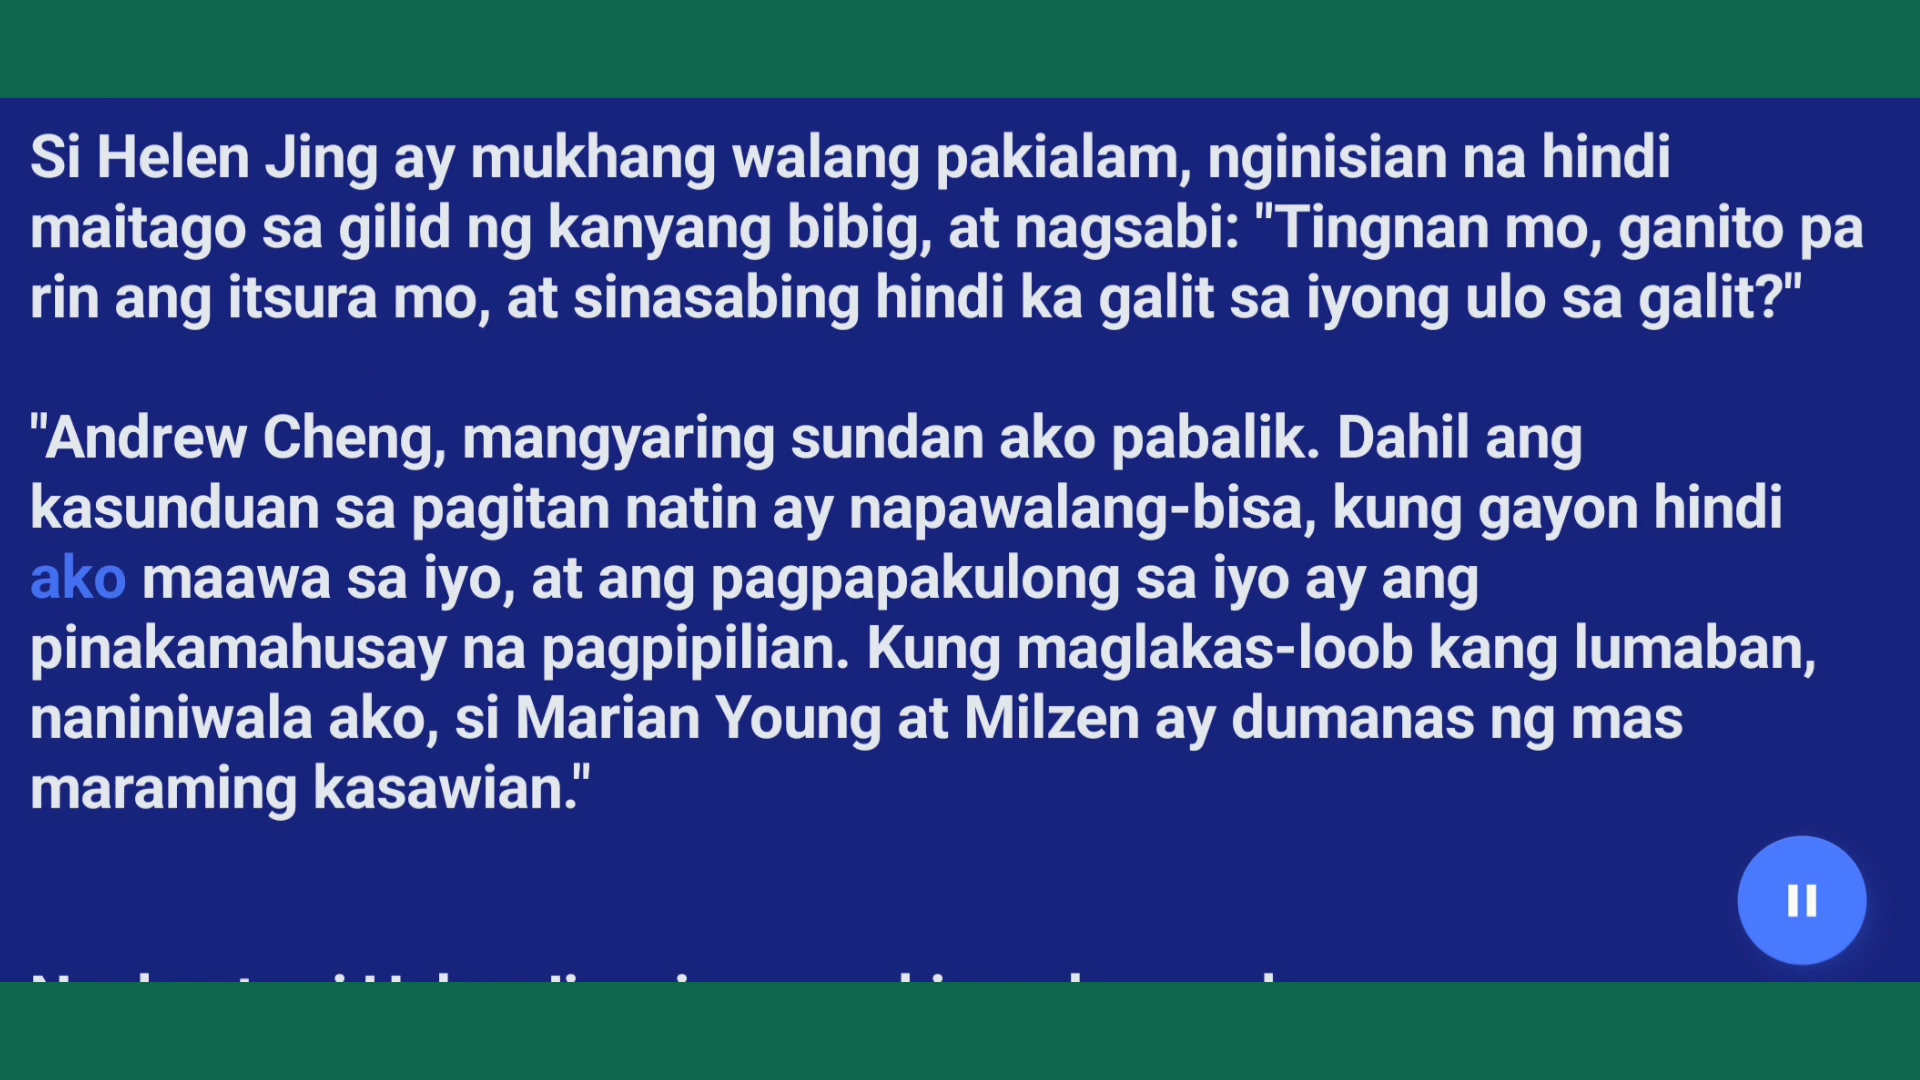 Si Helen Jing ay mukhang walang pakialam, nginisian na hindi
maitago sa gilid ng kanyang bibig, at nagsabi: "Tingnan mo, ganito pa
rin ang itsura mo, at sinasabing hindi ka galit sa iyong ulo sa galit?"
"Andrew Cheng, mangyaring sundan ako pabalik. Dahil ang
kasunduan sa pagitan natin ay napawalang-bisa, kung gayon hindi
ako maawa sa iyo, at ang pagpapakulong sa iyo ay ang
pinakamahusay na pagpipilian. Kung maglakas-loob kang lumaban,
naniniwala ako, si Marian Young at Milzen ay dumanas ng mas
maraming kasawian."